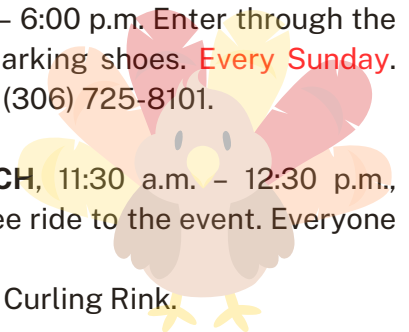 – 6:00 p.m. Enter through the
arking shoes. Every Sunday.
(306) 725-8101.
CH, 11:30 a.m. – 12:30 p.m.,
ee ride to the event. Everyone
Curling Rink.